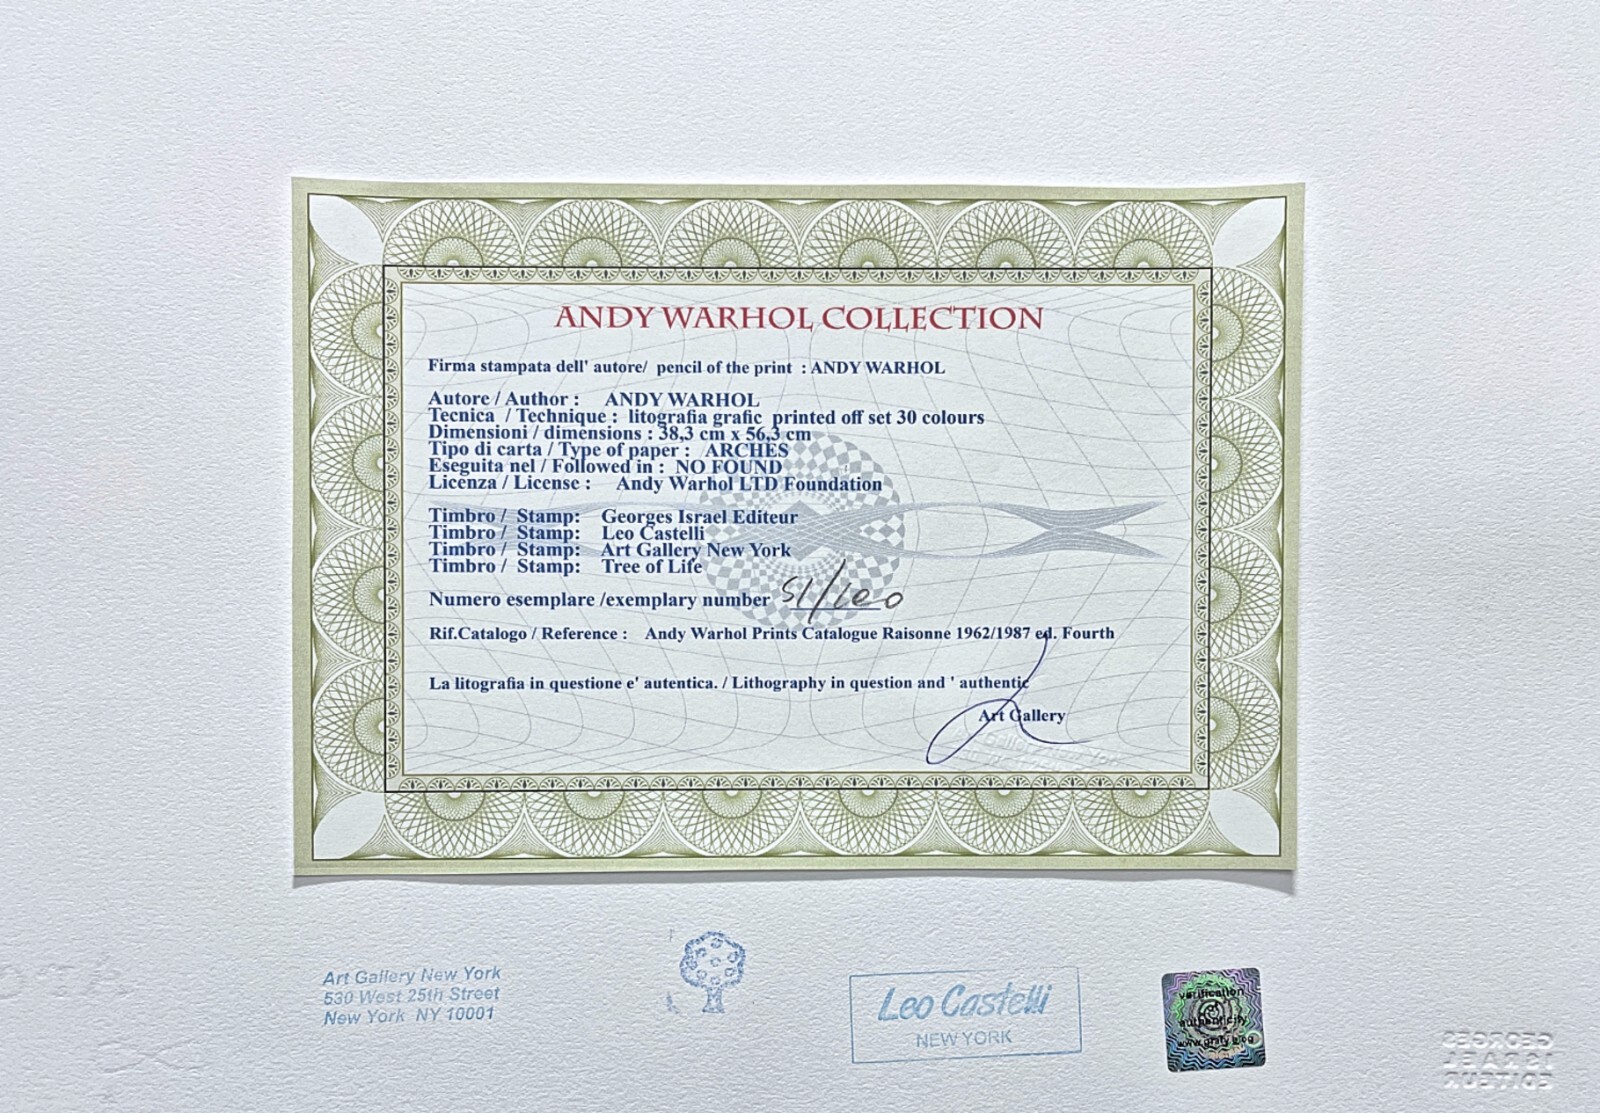 ANDY WARHOL COLLECTION
Firma stampata dell' autore/ pencil of the print : ANDY WARHOL
Autore / Author : ANDY WARHOL
Tecnica / Technique : litografia grafic printed off set 30 colours
Dimensioni / dimensions : 38,3 cm x 56,3 cm
Tipo di carta / Type of paper : ARCHES
Eseguita nel / Followed in : NO FOUND
Licenza / License : Andy Warhol LTD Foundation
Timbro / Stamp: Georges Israel Editeur
Timbro / Stamp: Leo Castelli
Timbro / Stamp: Art Gallery New York
Timbro / Stamp: Tree of Life
Numero esemplare /exemplary number 51/100
Rif.Catalogo / Reference : Andy Warhol Prints Catalogue Raisonne 1962/1987 ed. Fourth
La litografia in questione e' autentica. / Lithography in question and ' authentic
Art Gallery
Art Gallery New York
530 West 25th Street
New York NY 10001
Leo Castelli
NEW YORK
verification
of
authenticity
GEORGES
ISRAEL
EDITEUR